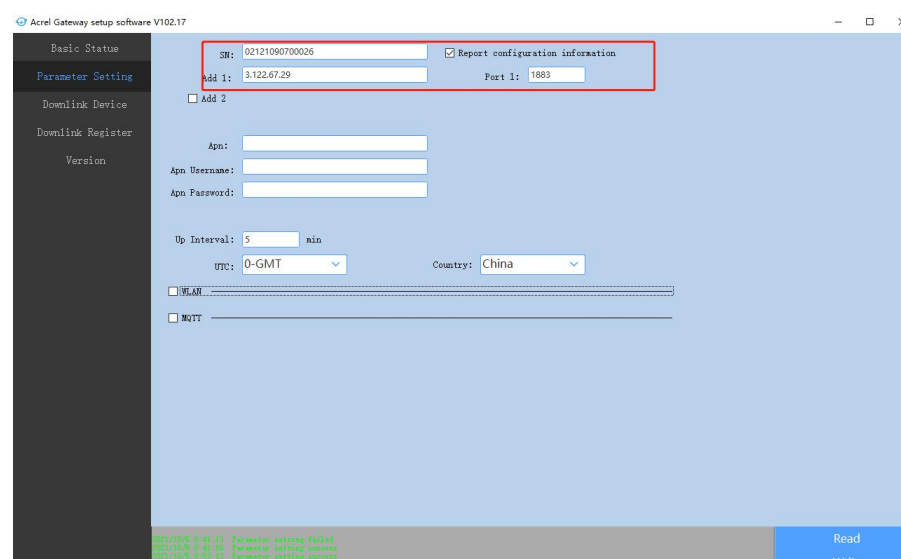 Acrel Gateway setup software V102.17
Basic Status
Parameter Setting
Downlink Device
Downlink Register
Version
SN: 02121090700026
Report configuration information
Add 1: 3.122.67.29
Port 1: 1883
Add 2
Apn:
Apn Username:
Apn Password:
Up Interval: 5 min
UTC: 0-GMT
Country: China
WLAN
MQTT
Parameter setting failed
Parameter setting success
Parameter setting success
Read